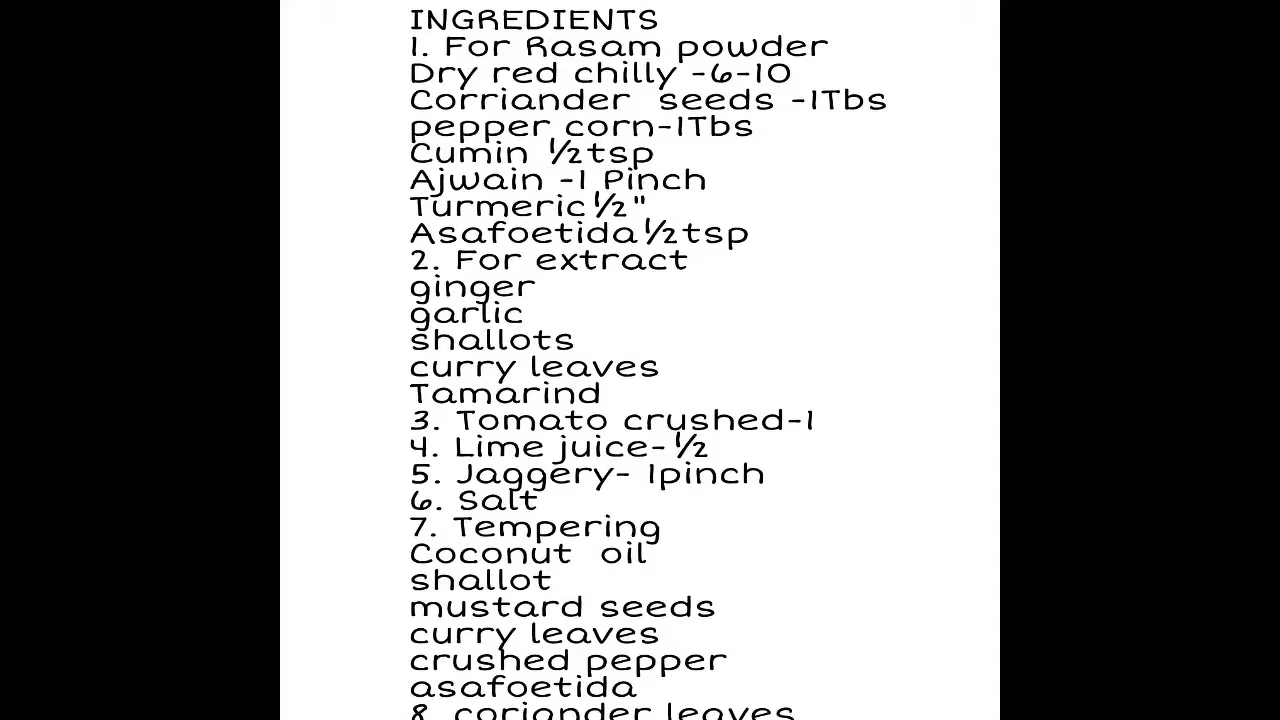 INGREDIENTS
1. For Rasam powder
Dry red chilly -6-10
Corriander seeds -1Tbs
pepper corn-1Tbs
Cumin ½tsp
Ajwain -1 Pinch
Turmeric½"
Asafoetida½tsp
2. For extract
ginger
garlic
shallots
curry leaves
Tamarind
3. Tomato crushed-1
4. Lime juice-½
5. Jaggery- 1pinch
6. Salt
7. Tempering
Coconut oil
shallot
mustard seeds
curry leaves
crushed pepper
asafoetida
8. coriander leaves